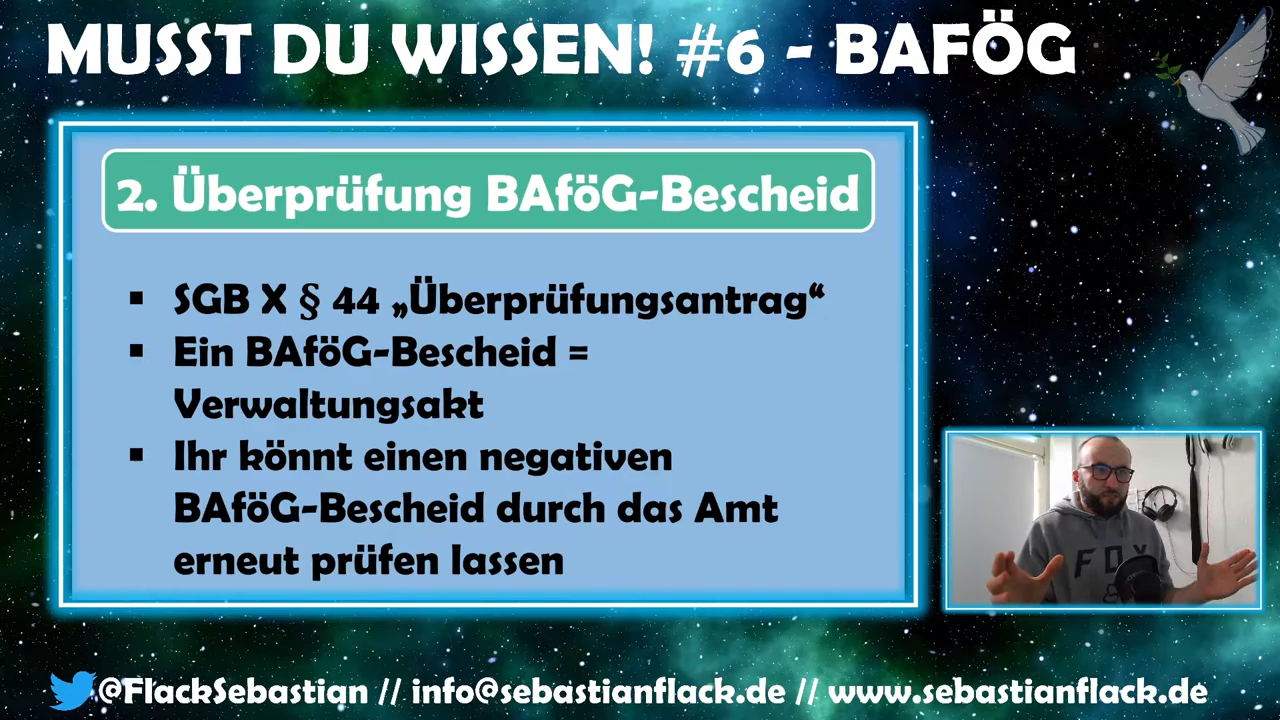 MUSST DU WISSEN! #6 - BAFÖG
2. Überprüfung BAföG-Bescheid
▪ SGB X § 44 „Überprüfungsantrag“
▪ Ein BAföG-Bescheid =
Verwaltungsakt
▪ Ihr könnt einen negativen
BAföG-Bescheid durch das Amt
erneut prüfen lassen
FOX
@FlackSebastian // info@sebastianflack.de // www.sebastianflack.de